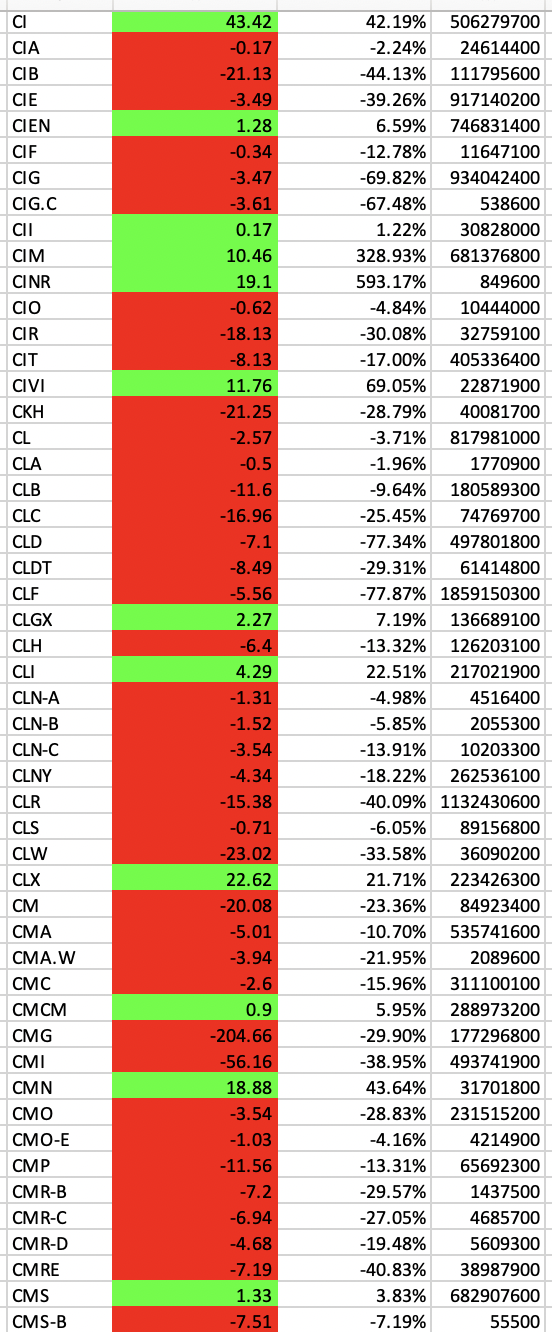 CI 43.42 42.19% 506279700
CIA -0.17 -2.24% 24614400
CIB -21.13 -44.13% 111795600
CIE -3.49 -39.26% 917140200
CIEN 1.28 6.59% 746831400
CIF -0.34 -12.78% 11647100
CIG -3.47 -69.82% 934042400
CIG.C -3.61 -67.48% 538600
CII 0.17 1.22% 30828000
CIM 10.46 328.93% 681376800
CINR 19.1 593.17% 849600
CIO -0.62 -4.84% 10444000
CIR -18.13 -30.08% 32759100
CIT -8.13 -17.00% 405336400
CIVI 11.76 69.05% 22871900
CKH -21.25 -28.79% 40081700
CL -2.57 -3.71% 817981000
CLA -0.5 -1.96% 1770900
CLB -11.6 -9.64% 180589300
CLC -16.96 -25.45% 74769700
CLD -7.1 -77.34% 497801800
CLDT -8.49 -29.31% 61414800
CLF -5.56 -77.87% 1859150300
CLGX 2.27 7.19% 136689100
CLH -6.4 -13.32% 126203100
CLI 4.29 22.51% 217021900
CLN-A -1.31 -4.98% 4516400
CLN-B -1.52 -5.85% 2055300
CLN-C -3.54 -13.91% 10203300
CLNY -4.34 -18.22% 262536100
CLR -15.38 -40.09% 1132430600
CLS -0.71 -6.05% 89156800
CLW -23.02 -33.58% 36090200
CLX 22.62 21.71% 223426300
CM -20.08 -23.36% 84923400
CMA -5.01 -10.70% 535741600
CMA.W -3.94 -21.95% 2089600
CMC -2.6 -15.96% 311100100
CMCM 0.9 5.95% 288973200
CMG -204.66 -29.90% 177296800
CMI -56.16 -38.95% 493741900
CMN 18.88 43.64% 31701800
CMO -3.54 -28.83% 231515200
CMO-E -1.03 -4.16% 4214900
CMP -11.56 -13.31% 65692300
CMR-B -7.2 -29.57% 1437500
CMR-C -6.94 -27.05% 4685700
CMR-D -4.68 -19.48% 5609300
CMRE -7.19 -40.83% 38987900
CMS 1.33 3.83% 682907600
CMS-B -7.51 -7.19% 55500